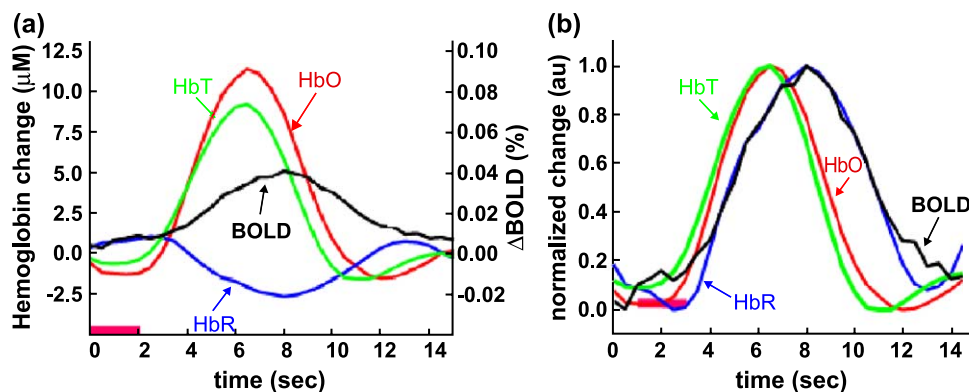 (a)
Hemoglobin change (μM)
12.5
10.0
7.5
5.0
2.5
0.0
-2.5
HbT
HbO
BOLD
HbR
0.10
0.08
0.06
0.04
0.02
0.00
-0.02
ΔBOLD (%)
0 2 4 6 8 10 12 14
time (sec)
(b)
normalized change (au)
1.0
0.8
0.6
0.4
0.2
0.0
HbT
HbO
BOLD
HbR
0 2 4 6 8 10 12 14
time (sec)